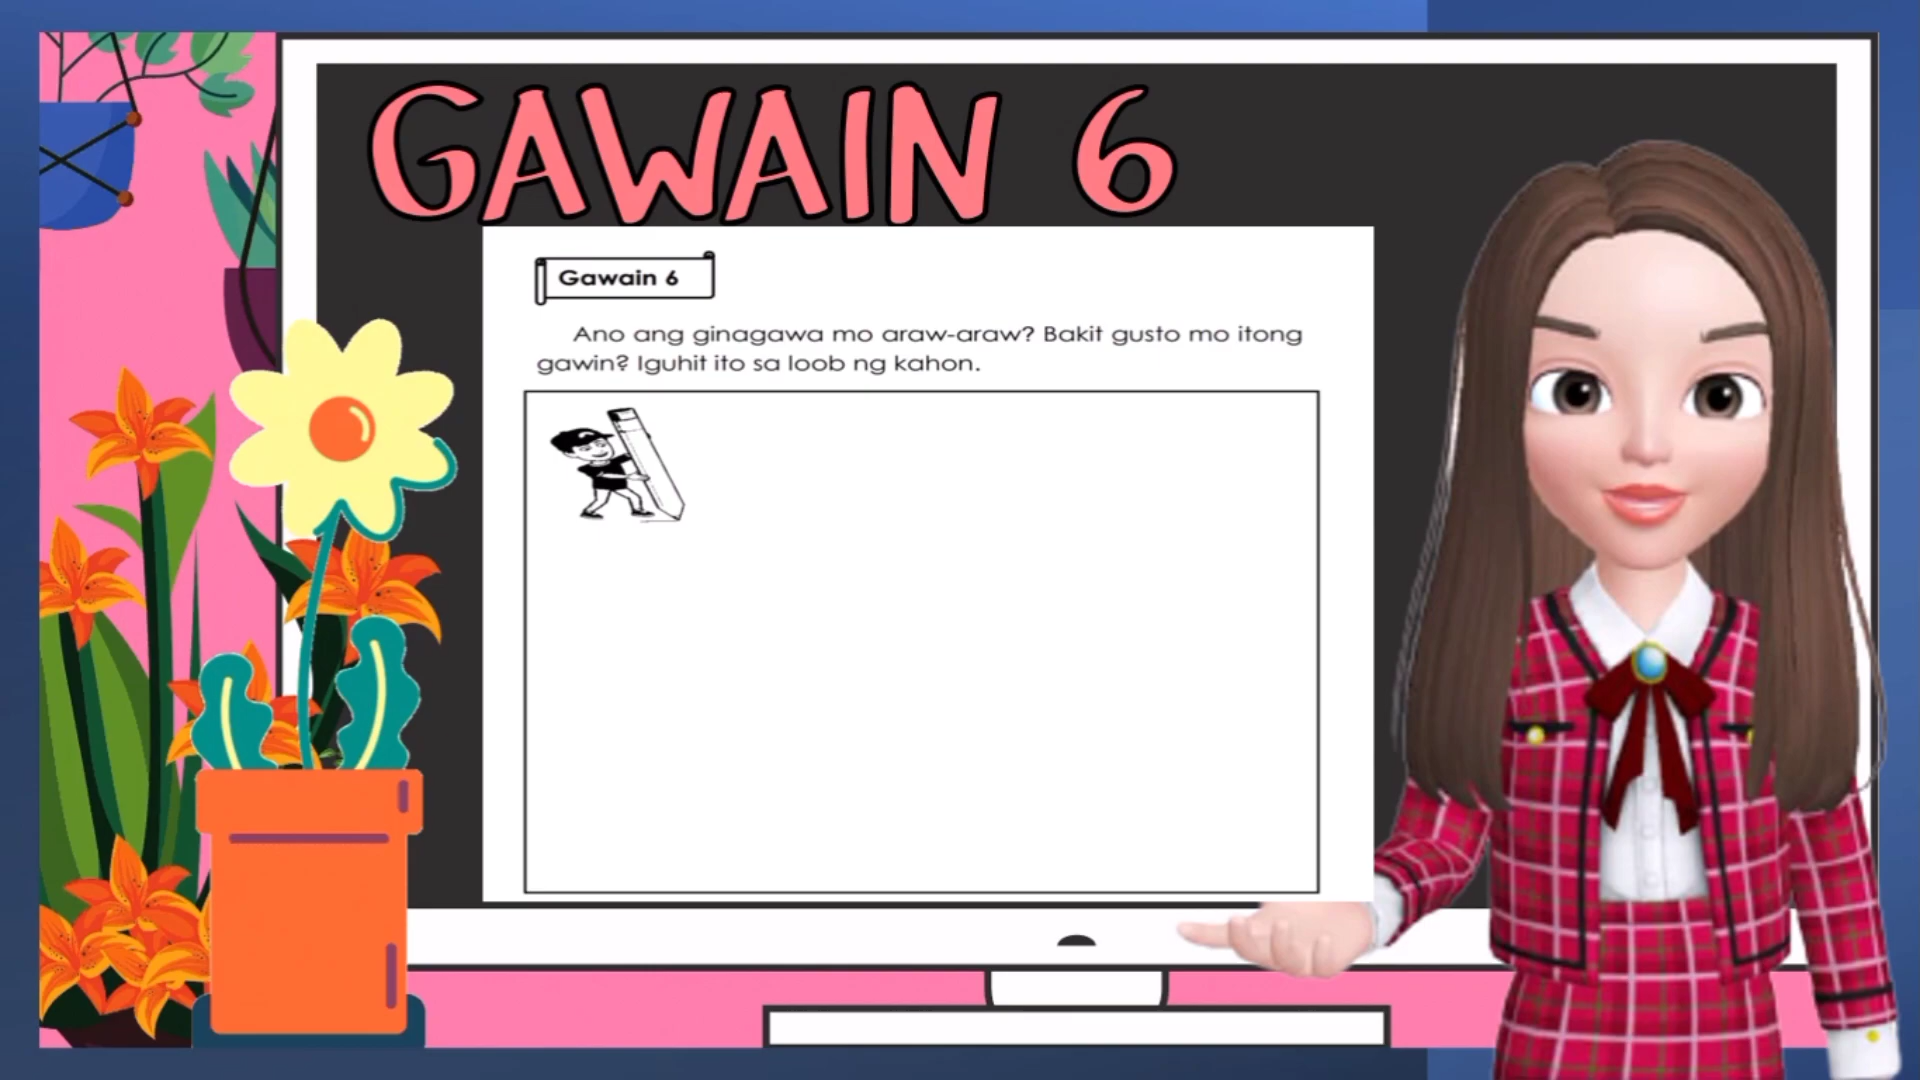 GAWAIN 6
Gawain 6
Ano ang ginagawa mo araw-araw? Bakit gusto mo itong
gawin? Iguhit ito sa loob ng kahon.